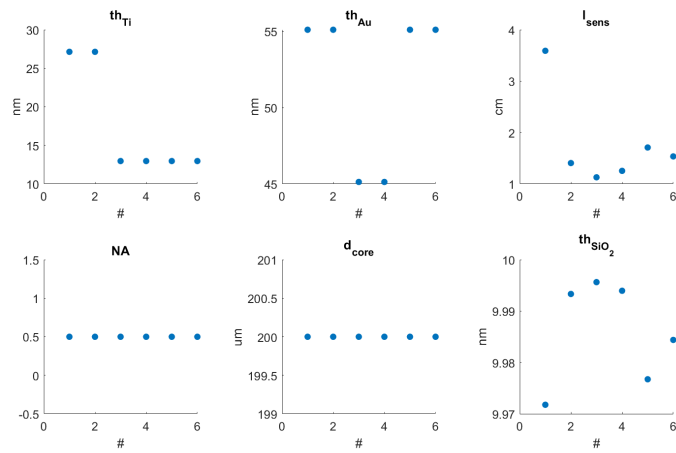 th_Ti
30
25
20
15
10
nm
0 2 4 6
#
th_Au
55
50
45
nm
0 2 4 6
#
l_sens
4
3
2
1
cm
0 2 4 6
#
NA
1.5
1
0.5
0
-0.5
0 2 4 6
#
d_core
201
200.5
200
199.5
199
um
0 2 4 6
#
th_SiO_2
10
9.99
9.98
9.97
nm
0 2 4 6
#